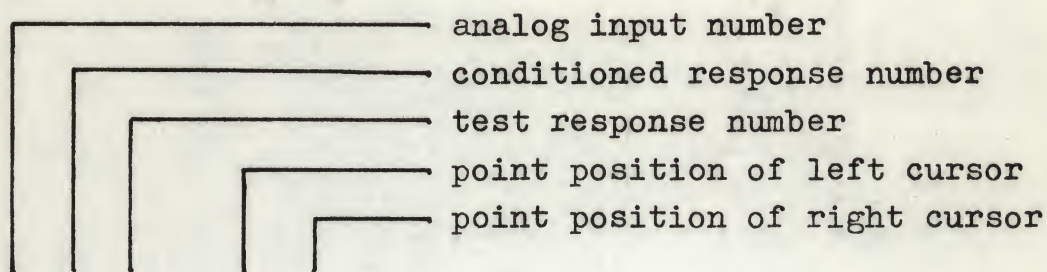 analog input number
conditioned response number
test response number
point position of left cursor
point position of right cursor